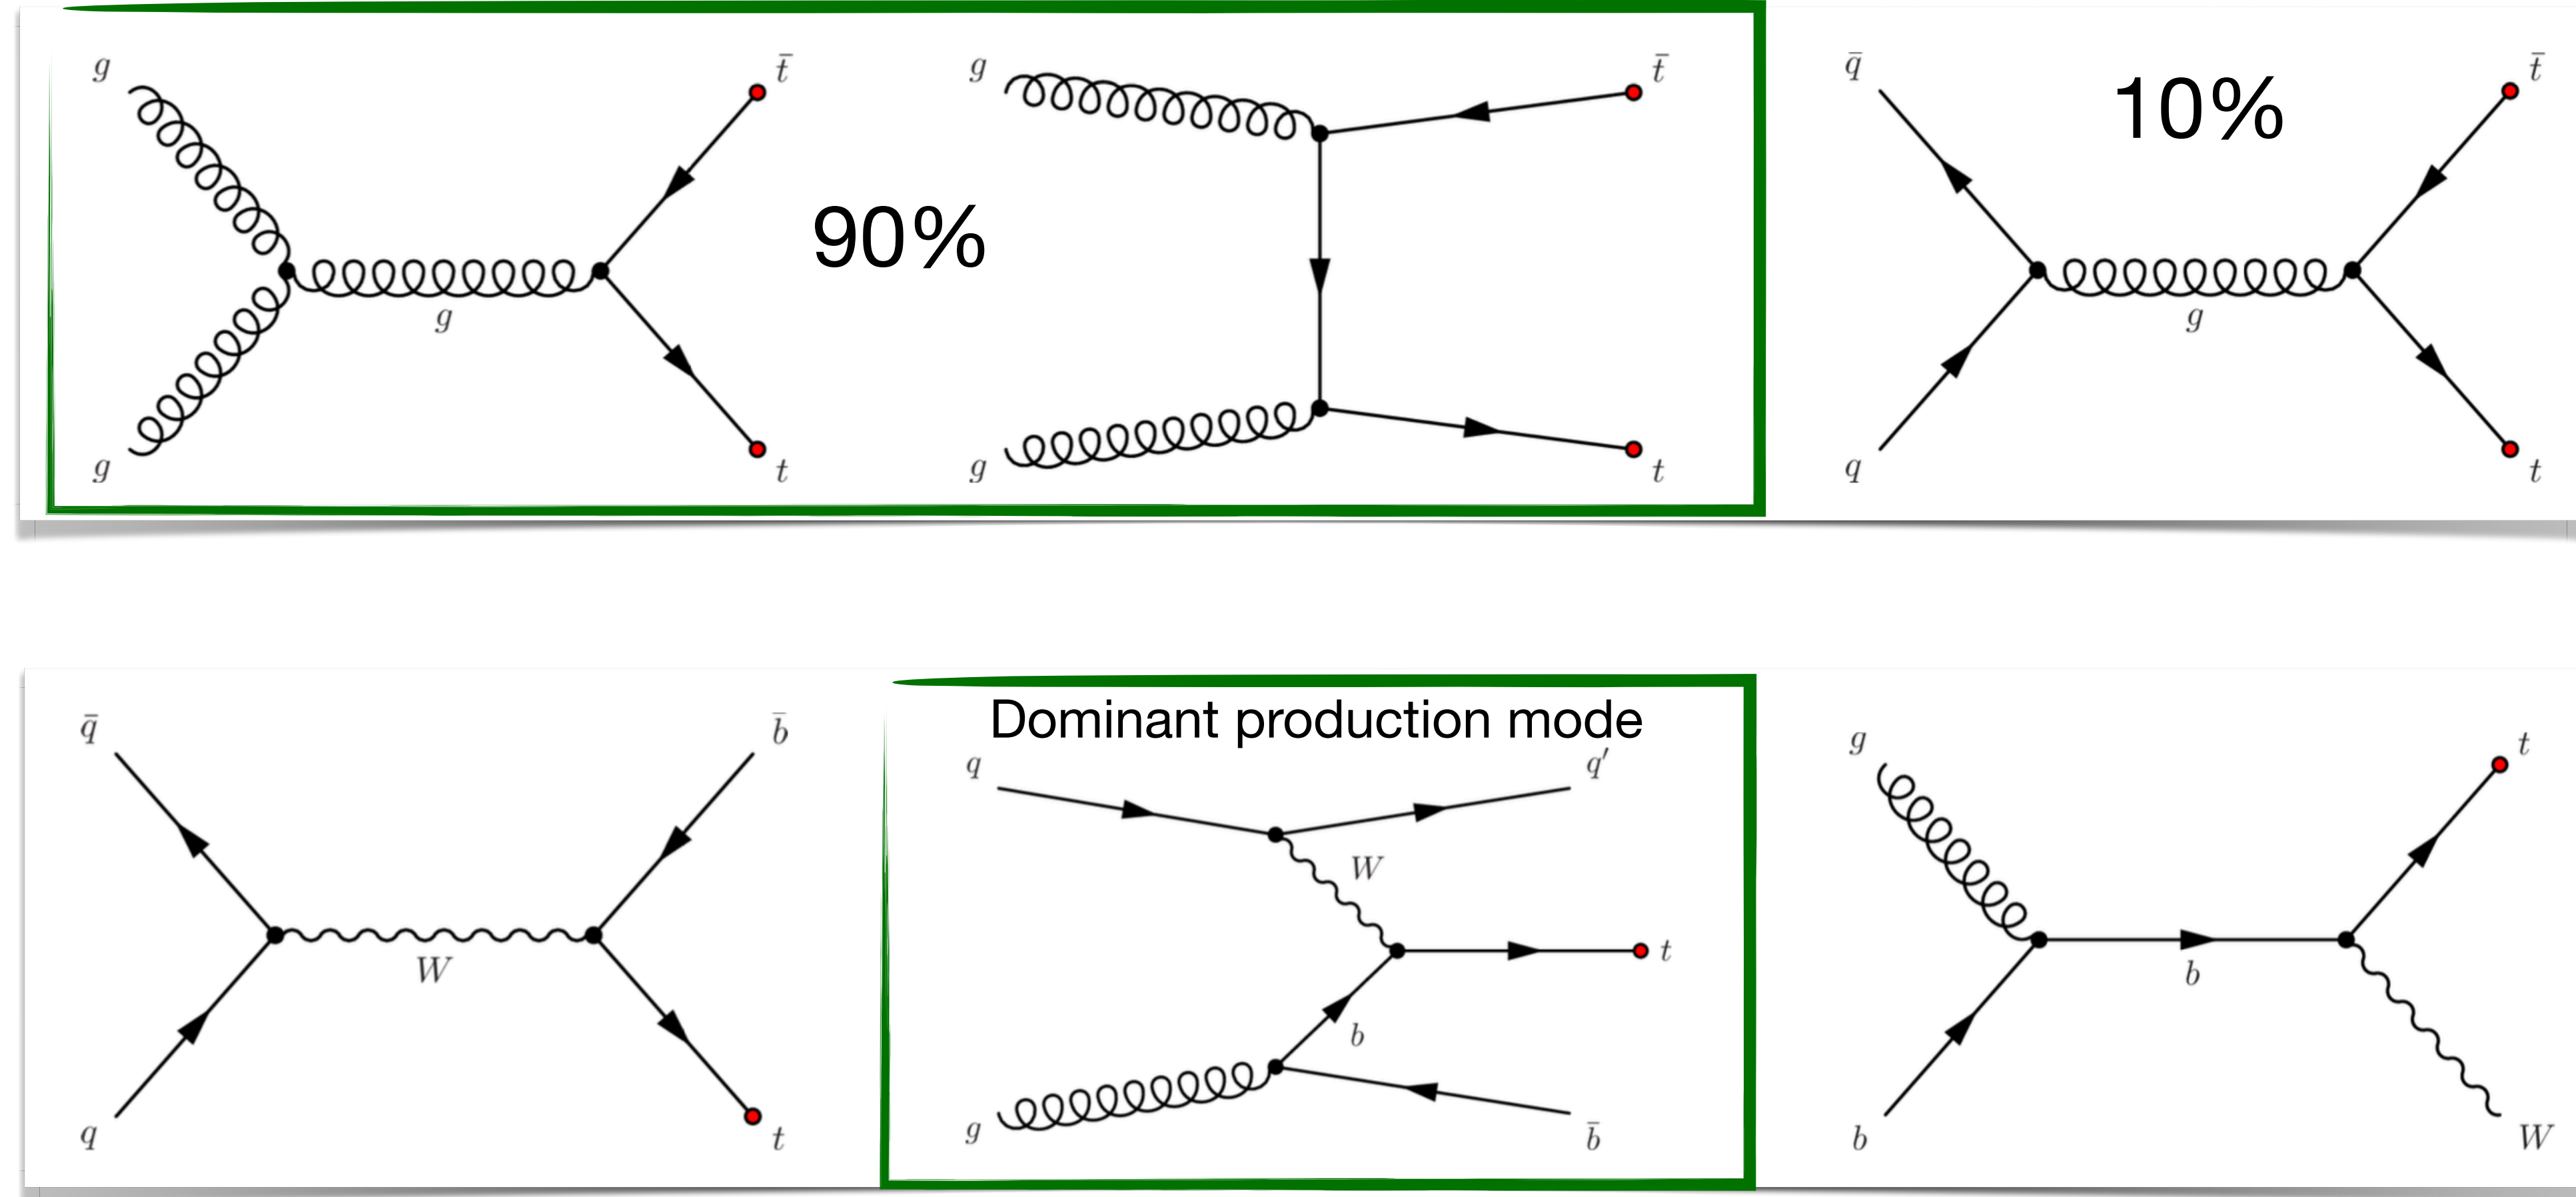 g
g
g
t̄
t
90%
g
g
t̄
t
q̄
q
g
10%
t̄
t
q̄
q
W
b̄
t
Dominant production mode
q
q′
W
t
b
g
b̄
g
b
b
t
W